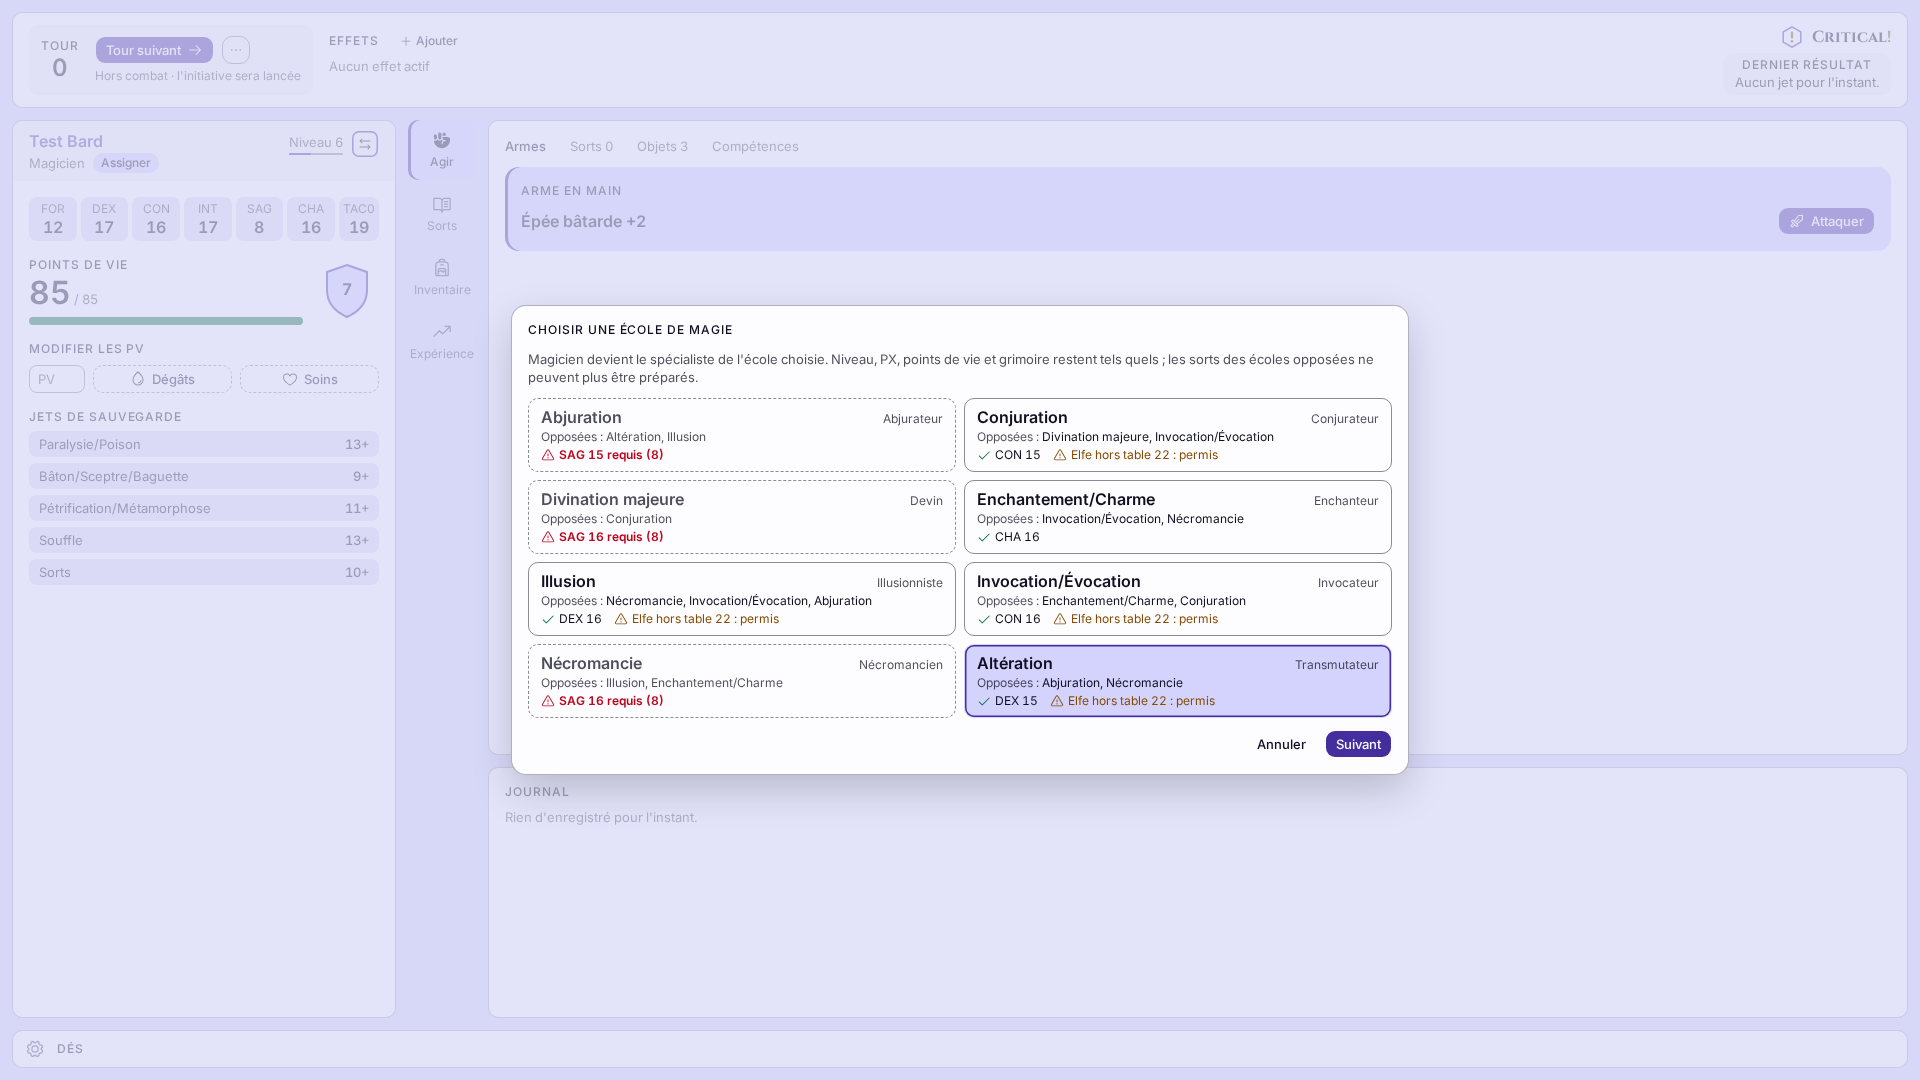 TOUR
0
Tour suivant
Hors combat · l'initiative sera lancée
EFFETS
Ajouter
Aucun effet actif
CRITICAL!
DERNIER RÉSULTAT
Aucun jet pour l'instant.
Test Bard
Magicien
Assigner
Niveau 6
FOR DEX CON INT SAG CHA TAC0
12 17 16 17 8 16 19
POINTS DE VIE
85 / 85
7
MODIFIER LES PV
PV Dégâts Soins
JETS DE SAUVEGARDE
Paralysie/Poison 13+
Bâton/Sceptre/Baguette 9+
Pétrification/Métamorphose 11+
Souffle 13+
Sorts 10+
Agir
Sorts
Inventaire
Expérience
Armes Sorts 0 Objets 3 Compétences
ARME EN MAIN
Épée bâtarde +2
Attaquer
CHOISIR UNE ÉCOLE DE MAGIE
Magicien devient le spécialiste de l'école choisie. Niveau, PX, points de vie et grimoire restent tels quels ; les sorts des écoles opposées ne
peuvent plus être préparés.
Abjuration Abjurateur
Opposées : Altération, Illusion
SAG 15 requis (8)
Conjuration Conjurateur
Opposées : Divination majeure, Invocation/Évocation
CON 15 Elfe hors table 22 : permis
Divination majeure Devin
Opposées : Conjuration
SAG 16 requis (8)
Enchantement/Charme Enchanteur
Opposées : Invocation/Évocation, Nécromancie
CHA 16
Illusion Illusionniste
Opposées : Nécromancie, Invocation/Évocation, Abjuration
DEX 16 Elfe hors table 22 : permis
Invocation/Évocation Invocateur
Opposées : Enchantement/Charme, Conjuration
CON 16 Elfe hors table 22 : permis
Nécromancie Nécromancien
Opposées : Illusion, Enchantement/Charme
SAG 16 requis (8)
Altération Transmutateur
Opposées : Abjuration, Nécromancie
DEX 15 Elfe hors table 22 : permis
Annuler Suivant
JOURNAL
Rien d'enregistré pour l'instant.
DÉS